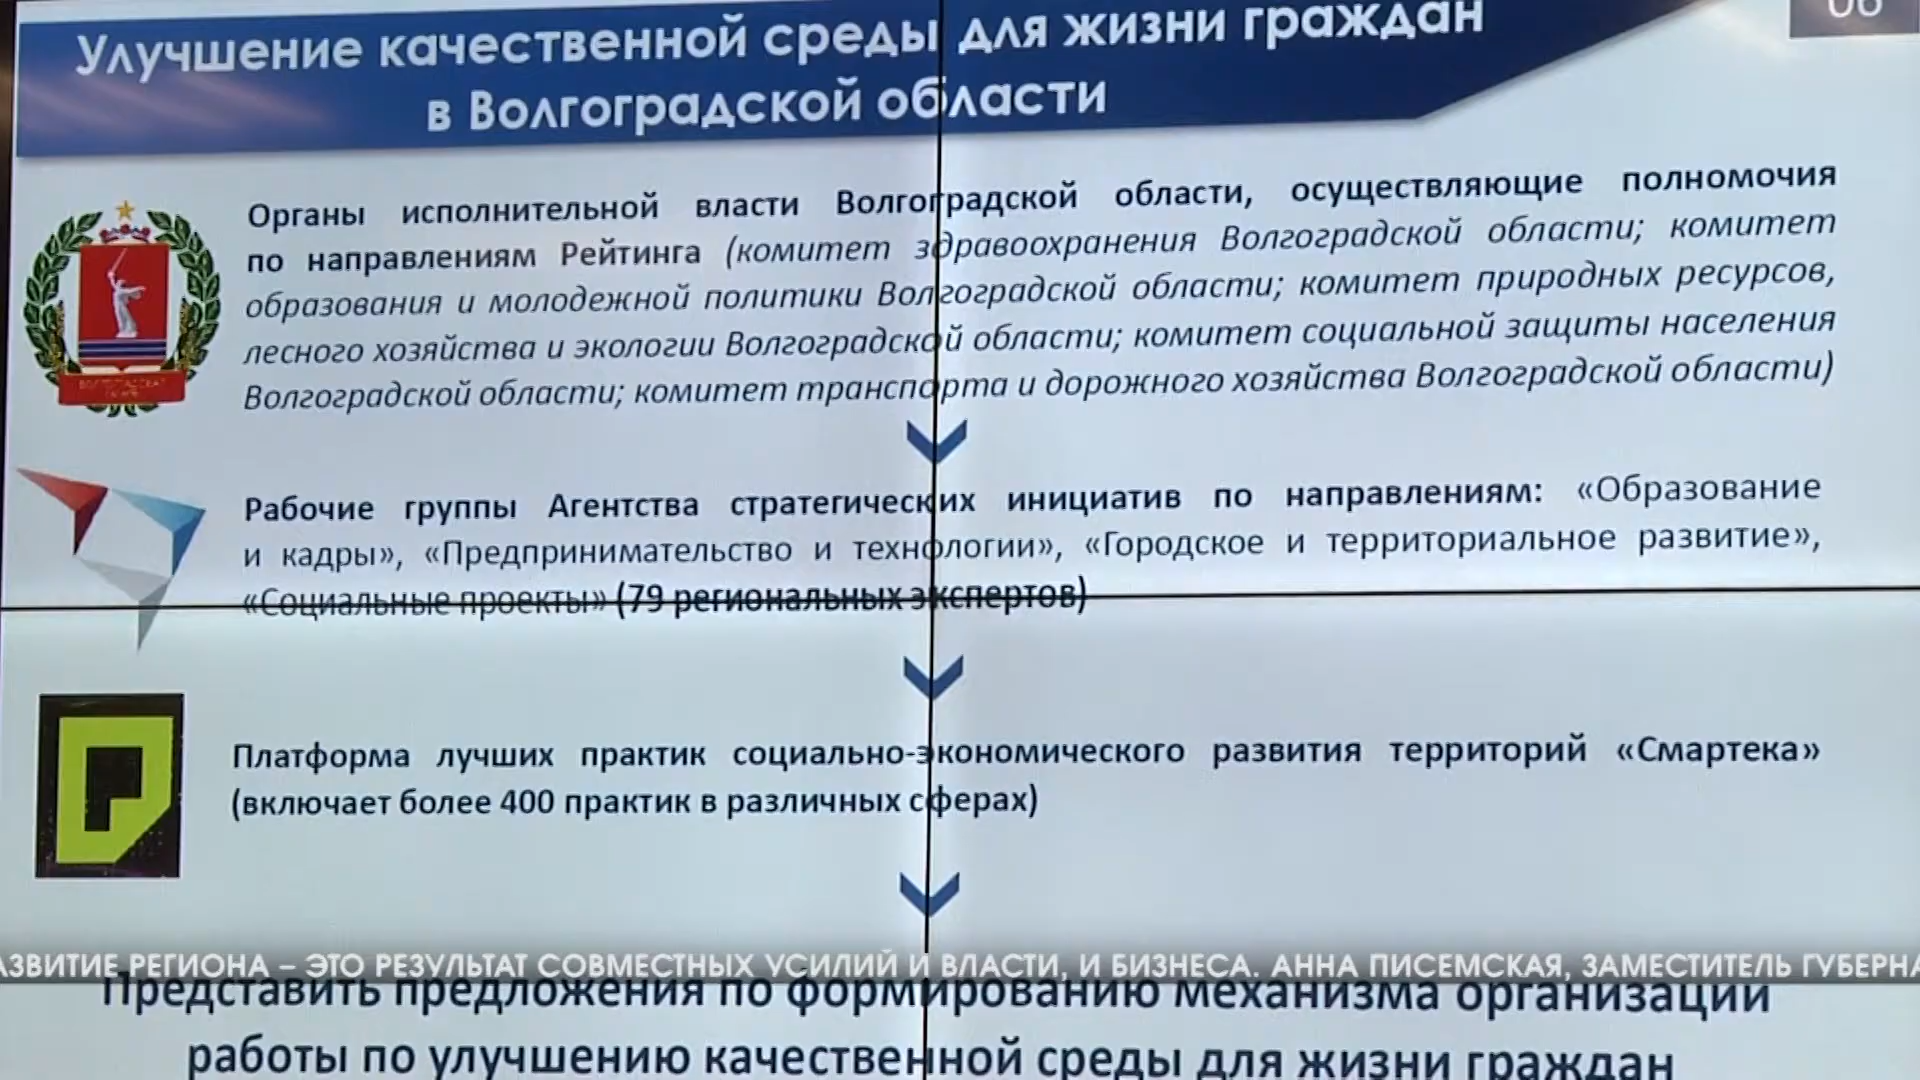 06
Улучшение качественной среды для жизни граждан
в Волгоградской области
Органы исполнительной власти Волгоградской области, осуществляющие полномочия
по направлениям Рейтинга (комитет здравоохранения Волгоградской области; комитет
образования и молодежной политики Волгоградской области; комитет природных ресурсов,
лесного хозяйства и экологии Волгоградской области; комитет социальной защиты населения
Волгоградской области; комитет транспорта и дорожного хозяйства Волгоградской области)
Рабочие группы Агентства стратегических инициатив по направлениям: «Образование
и кадры», «Предпринимательство и технологии», «Городское и территориальное развитие»,
«Социальные проекты» (79 региональных экспертов)
Платформа лучших практик социально-экономического развития территорий «Смартека»
(включает более 400 практик в различных сферах)
АЗВИТИЕ РЕГИОНА – ЭТО РЕЗУЛЬТАТ СОВМЕСТНЫХ УСИЛИЙ И ВЛАСТИ, И БИЗНЕСА. АННА ПИСЕМСКАЯ, ЗАМЕСТИТЕЛЬ ГУБЕРНА
Представить предложения по формированию механизма организации
работы по улучшению качественной среды для жизни граждан